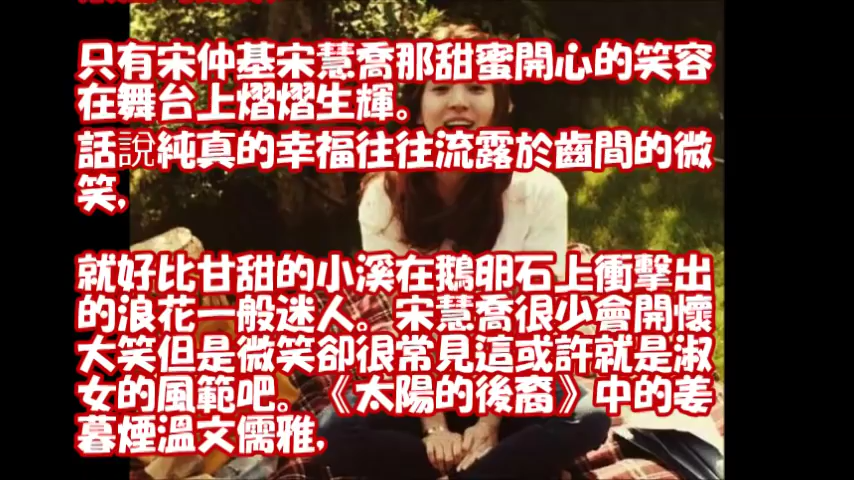 只有宋仲基宋慧喬那甜蜜開心的笑容
在舞台上熠熠生輝。
話說純真的幸福往往流露於齒間的微
笑,
就好比甘甜的小溪在鵝卵石上衝擊出
的浪花一般迷人。宋慧喬很少會開懷
大笑但是微笑卻很常見這或許就是淑
女的風範吧。《太陽的後裔》中的姜
暮煙溫文儒雅,